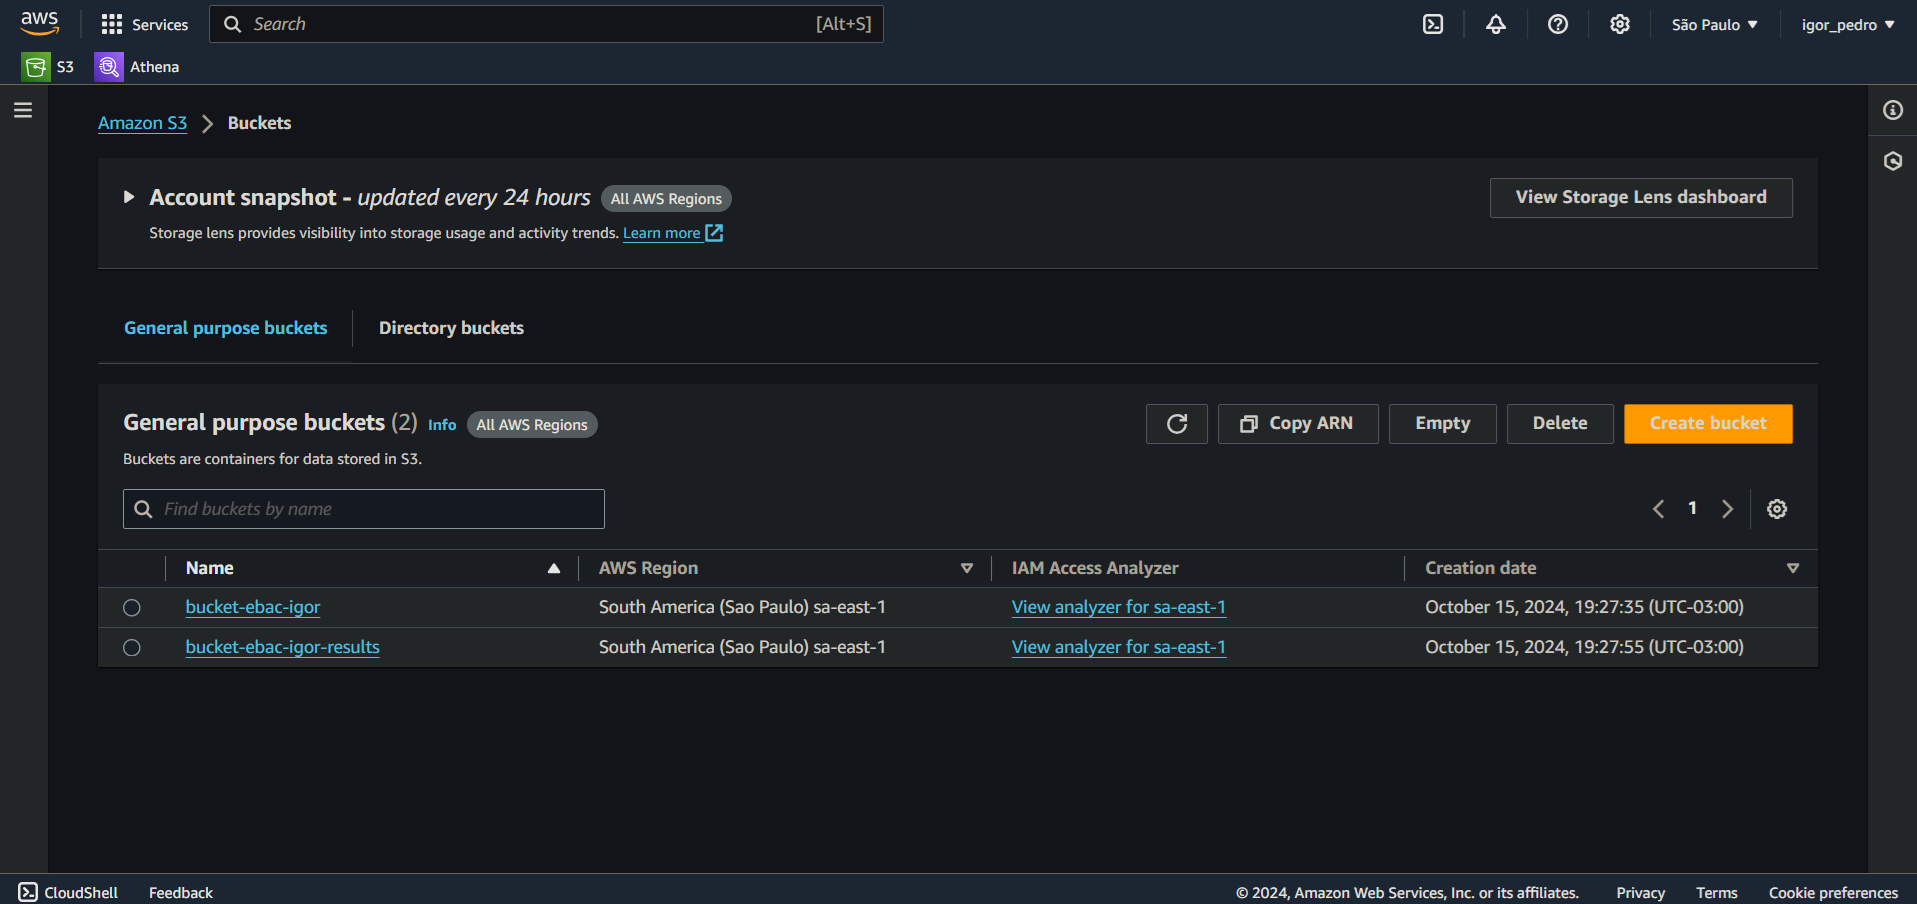 aws Services Search [Alt+S] São Paulo igor_pedro
S3 Athena
Amazon S3 Buckets
Account snapshot - updated every 24 hours All AWS Regions View Storage Lens dashboard
Storage lens provides visibility into storage usage and activity trends. Learn more
General purpose buckets Directory buckets
General purpose buckets (2) Info All AWS Regions Copy ARN Empty Delete Create bucket
Buckets are containers for data stored in S3.
Find buckets by name 1
Name AWS Region IAM Access Analyzer Creation date
bucket-ebac-igor South America (Sao Paulo) sa-east-1 View analyzer for sa-east-1 October 15, 2024, 19:27:35 (UTC-03:00)
bucket-ebac-igor-results South America (Sao Paulo) sa-east-1 View analyzer for sa-east-1 October 15, 2024, 19:27:55 (UTC-03:00)
CloudShell Feedback © 2024, Amazon Web Services, Inc. or its affiliates. Privacy Terms Cookie preferences